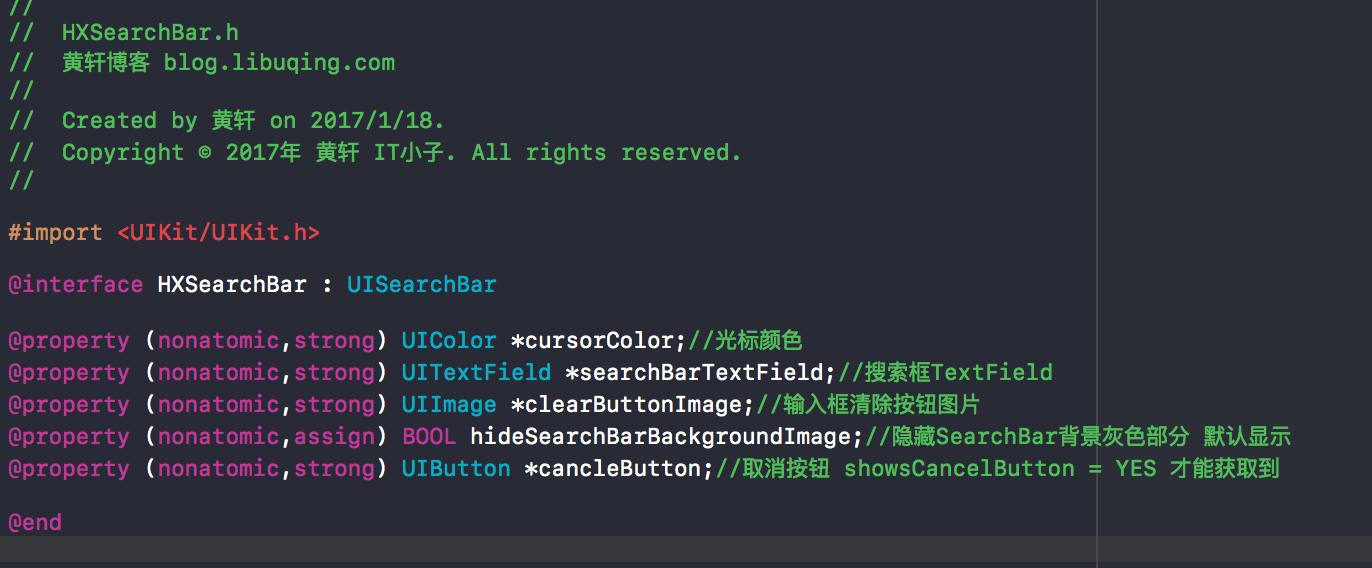 //
//  HXSearchBar.h
//  黄轩博客 blog.libuqing.com
//
//  Created by 黄轩 on 2017/1/18.
//  Copyright © 2017年 黄轩 IT小子. All rights reserved.
//
#import <UIKit/UIKit.h>
@interface HXSearchBar : UISearchBar
@property (nonatomic,strong) UIColor *cursorColor;//光标颜色
@property (nonatomic,strong) UITextField *searchBarTextField;//搜索框TextField
@property (nonatomic,strong) UIImage *clearButtonImage;//输入框清除按钮图片
@property (nonatomic,assign) BOOL hideSearchBarBackgroundImage;//隐藏SearchBar背景灰色部分 默认显示
@property (nonatomic,strong) UIButton *cancleButton;//取消按钮 showsCancelButton = YES 才能获取到
@end